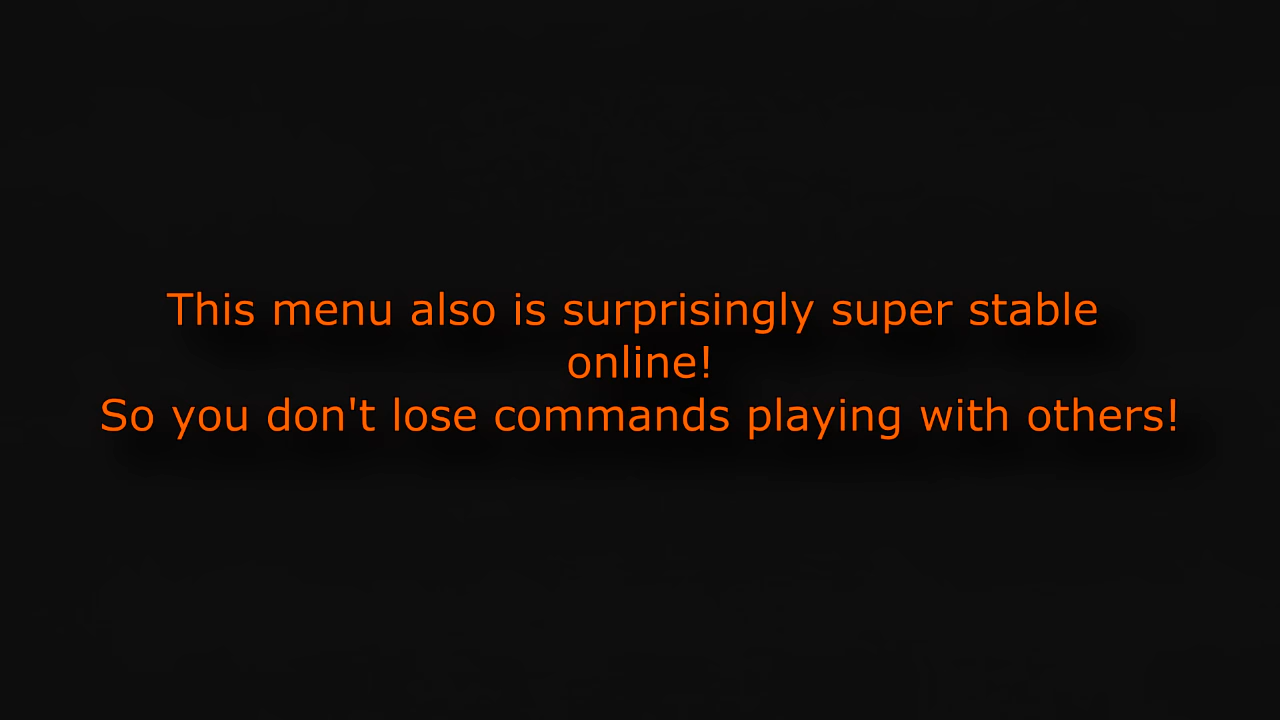 This menu also is surprisingly super stable
online!
So you don't lose commands playing with others!